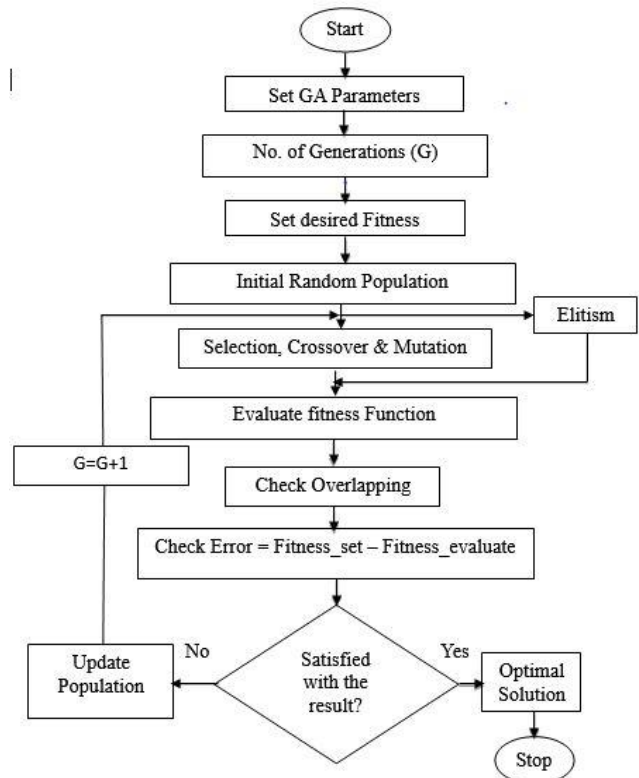 Start
Set GA Parameters
No. of Generations (G)
Set desired Fitness
Initial Random Population
Elitism
Selection, Crossover & Mutation
Evaluate fitness Function
G=G+1
Check Overlapping
Check Error = Fitness_set – Fitness_evaluate
No
Yes
Update
Population
Satisfied
with the
result?
Optimal
Solution
Stop